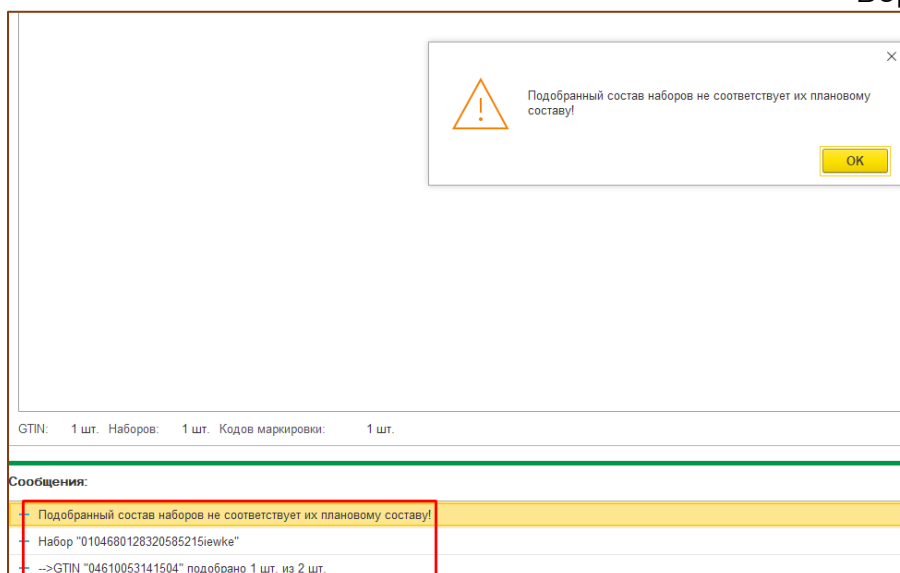 Подобранный состав наборов не соответствует их плановому
составу!
OK
GTIN: 1 шт. Наборов: 1 шт. Кодов маркировки: 1 шт.
Сообщения:
Подобранный состав наборов не соответствует их плановому составу!
Набор "0104680128320585215iewke"
-->GTIN "04610053141504" подобрано 1 шт. из 2 шт.